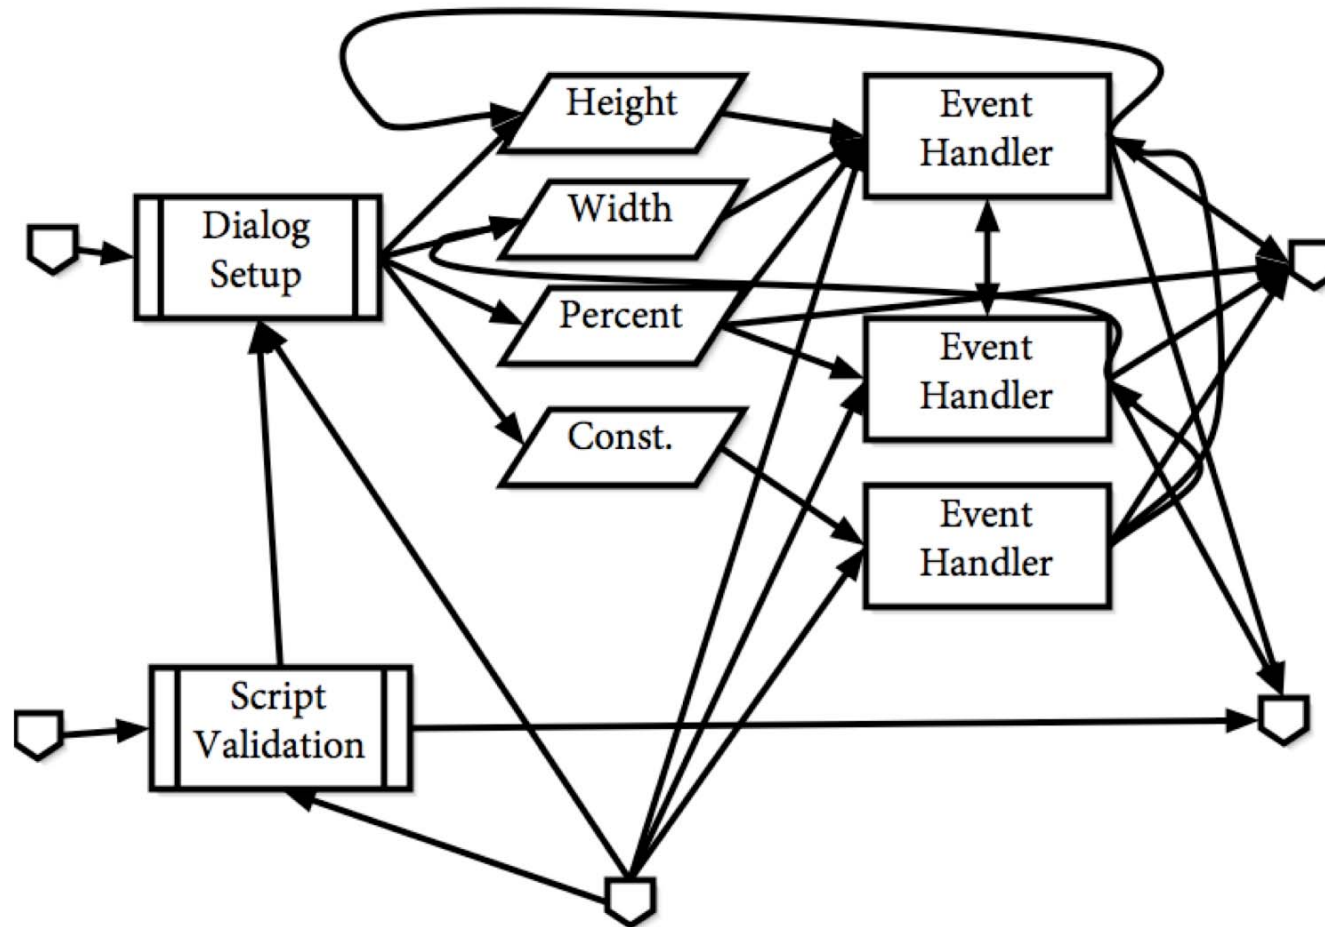 Height
Event
Handler
Dialog
Setup
Width
Percent
Event
Handler
Const.
Event
Handler
Script
Validation